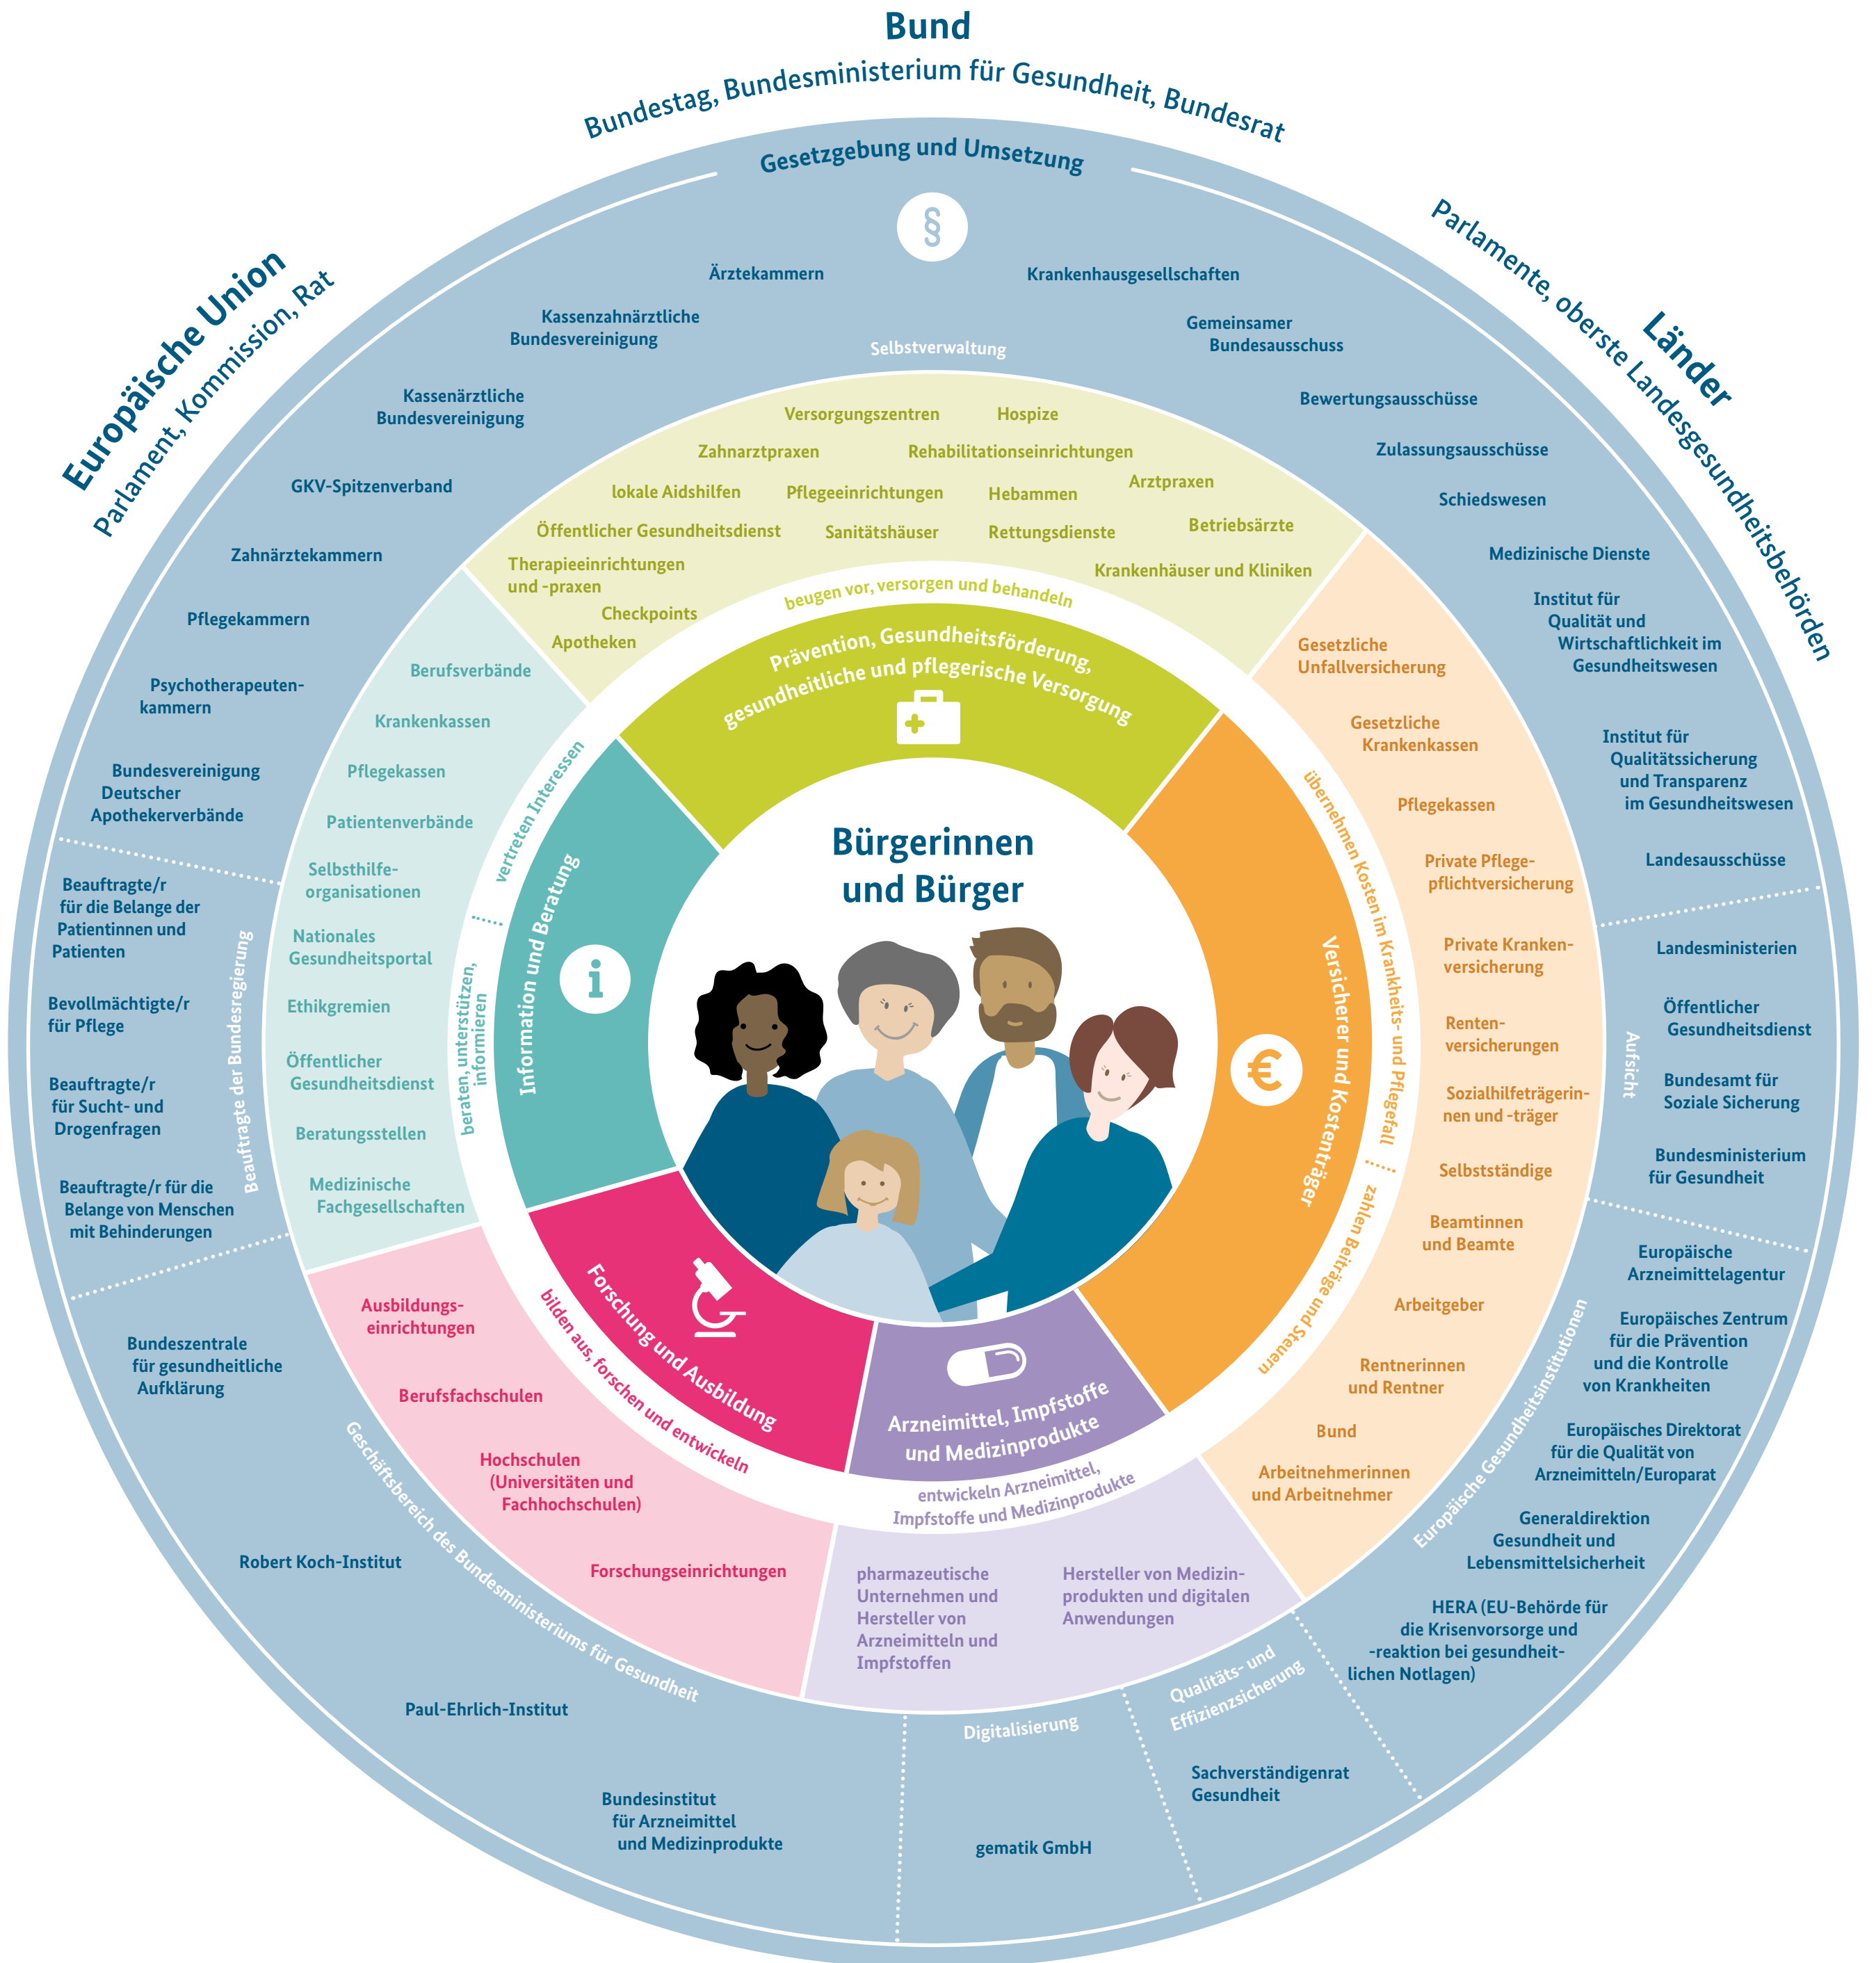 Bund
Bundestag, Bundesministerium für Gesundheit, Bundesrat
Europäische Union
Parlament, Kommission, Rat
Länder
Parlamente, oberste Landesgesundheitsbehörden
Gesetzgebung und Umsetzung
§
Selbstverwaltung
Ärztekammern
Kassenzahnärztliche
Bundesvereinigung
Kassenärztliche
Bundesvereinigung
GKV-Spitzenverband
Zahnärztekammern
Pflegekammern
Psychotherapeuten-
kammern
Bundesvereinigung
Deutscher
Apothekerverbände
Krankenhausgesellschaften
Gemeinsamer
Bundesausschuss
Bewertungsausschüsse
Zulassungsausschüsse
Schiedswesen
Medizinische Dienste
Institut für
Qualität und
Wirtschaftlichkeit im
Gesundheitswesen
Institut für
Qualitätssicherung
und Transparenz
im Gesundheitswesen
Landesausschüsse
Aufsicht
Landesministerien
Öffentlicher
Gesundheitsdienst
Bundesamt für
Soziale Sicherung
Bundesministerium
für Gesundheit
Europäische Gesundheitsinstitutionen
Europäische
Arzneimittelagentur
Europäisches Zentrum
für die Prävention
und die Kontrolle
von Krankheiten
Europäisches Direktorat
für die Qualität von
Arzneimitteln/Europarat
Generaldirektion
Gesundheit und
Lebensmittelsicherheit
HERA (EU-Behörde für
die Krisenvorsorge und
-reaktion bei gesundheit-
lichen Notlagen)
Qualitäts- und
Effizienzsicherung
Sachverständigenrat
Gesundheit
Digitalisierung
gematik GmbH
Geschäftsbereich des Bundesministeriums für Gesundheit
Bundeszentrale
für gesundheitliche
Aufklärung
Robert Koch-Institut
Paul-Ehrlich-Institut
Bundesinstitut
für Arzneimittel
und Medizinprodukte
Beauftragte der Bundesregierung
Beauftragte/r
für die Belange der
Patientinnen und
Patienten
Bevollmächtigte/r
für Pflege
Beauftragte/r
für Sucht- und
Drogenfragen
Beauftragte/r für die
Belange von Menschen
mit Behinderungen
Versorgungszentren
Hospize
Zahnarztpraxen
Rehabilitationseinrichtungen
lokale Aidshilfen
Pflegeeinrichtungen
Hebammen
Arztpraxen
Öffentlicher Gesundheitsdienst
Sanitätshäuser
Rettungsdienste
Betriebsärzte
Therapieeinrichtungen
und -praxen
Krankenhäuser und Kliniken
Checkpoints
Apotheken
beugen vor, versorgen und behandeln
Prävention, Gesundheitsförderung,
gesundheitliche und pflegerische Versorgung
Gesetzliche
Unfallversicherung
Gesetzliche
Krankenkassen
Pflegekassen
Private Pflege-
pflichtversicherung
Private Kranken-
versicherung
Renten-
versicherungen
Sozialhilfeträgerin-
nen und -träger
Selbstständige
Beamtinnen
und Beamte
Arbeitgeber
Rentnerinnen
und Rentner
Bund
Arbeitnehmerinnen
und Arbeitnehmer
übernehmen Kosten im Krankheits- und Pflegefall
zahlen Beiträge und Steuern
Versicherer und Kostenträger
€
Berufsverbände
Krankenkassen
Pflegekassen
Patientenverbände
Selbsthilfe-
organisationen
Nationales
Gesundheitsportal
Ethikgremien
Öffentlicher
Gesundheitsdienst
Beratungsstellen
Medizinische
Fachgesellschaften
vertreten Interessen
beraten, unterstützen,
informieren
Information und Beratung
i
Ausbildungs-
einrichtungen
Berufsfachschulen
Hochschulen
(Universitäten und
Fachhochschulen)
Forschungseinrichtungen
bilden aus, forschen und entwickeln
Forschung und Ausbildung
Arzneimittel, Impfstoffe
und Medizinprodukte
entwickeln Arzneimittel,
Impfstoffe und Medizinprodukte
pharmazeutische
Unternehmen und
Hersteller von
Arzneimitteln und
Impfstoffen
Hersteller von Medizin-
produkten und digitalen
Anwendungen
Bürgerinnen
und Bürger